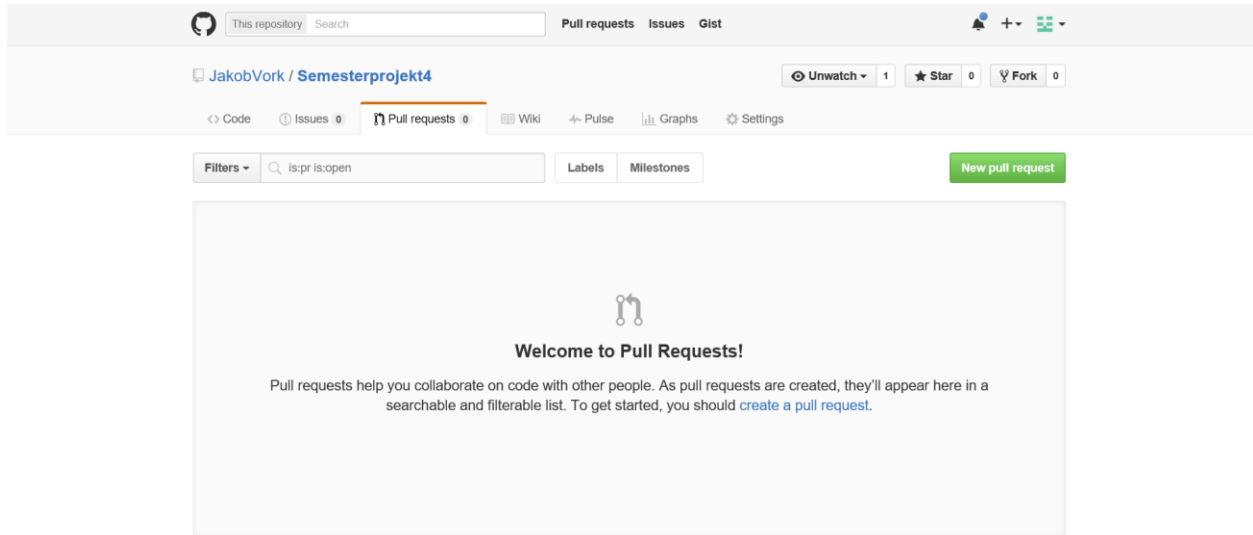 This repository Search Pull requests Issues Gist
JakobVork / Semesterprojekt4 Unwatch 1 Star 0 Fork 0
Code Issues 0 Pull requests 0 Wiki Pulse Graphs Settings
Filters is:pr is:open Labels Milestones New pull request
Welcome to Pull Requests!
Pull requests help you collaborate on code with other people. As pull requests are created, they'll appear here in a
searchable and filterable list. To get started, you should create a pull request.